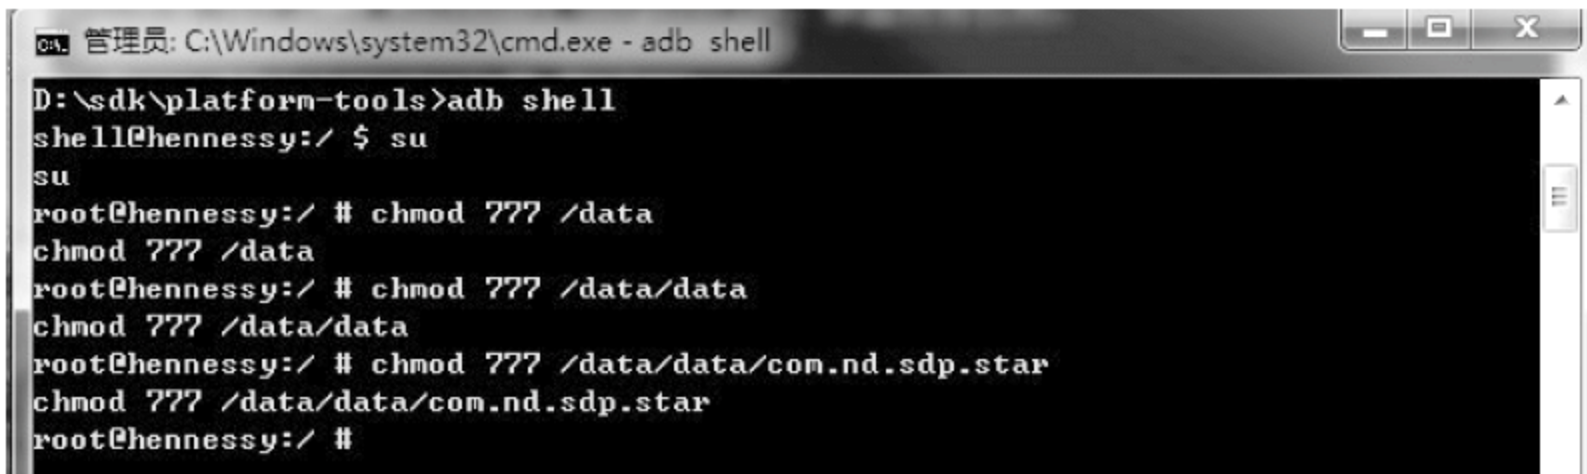 管理员: C:\Windows\system32\cmd.exe - adb  shell
D:\sdk\platform-tools>adb shell
shell@hennessy:/ $ su
su
root@hennessy:/ # chmod 777 /data
chmod 777 /data
root@hennessy:/ # chmod 777 /data/data
chmod 777 /data/data
root@hennessy:/ # chmod 777 /data/data/com.nd.sdp.star
chmod 777 /data/data/com.nd.sdp.star
root@hennessy:/ #